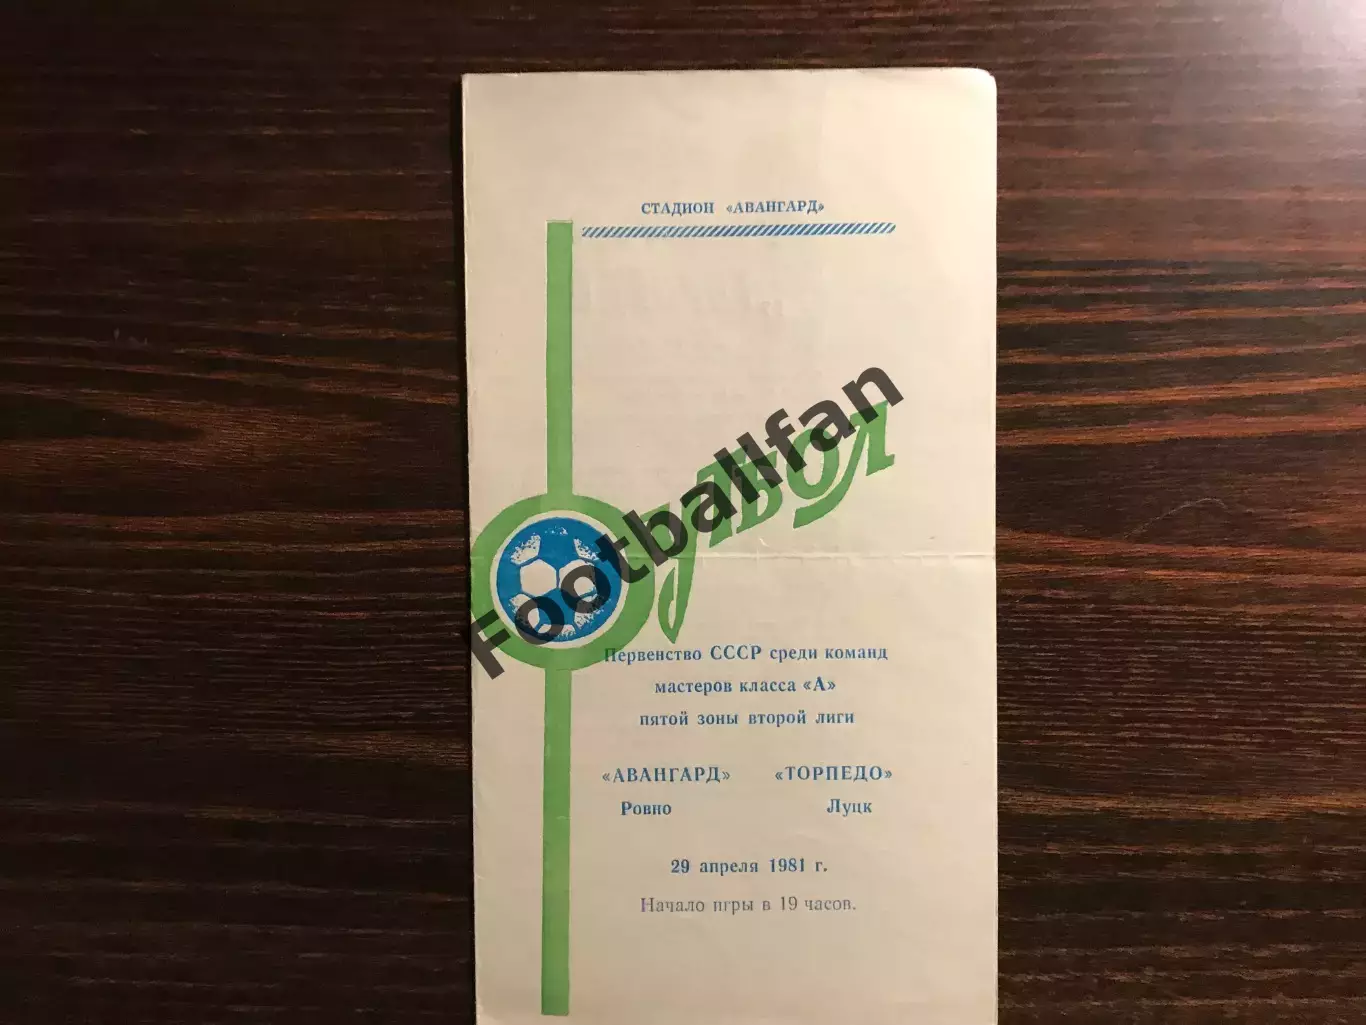 СТАДИОН «АВАНГАРД»
Футбол
Footballfan
Первенство СССР среди команд
мастеров класса «А»
пятой зоны второй лиги
«АВАНГАРД» «ТОРПЕДО»
Ровно Луцк
29 апреля 1981 г.
Начало игры в 19 часов.